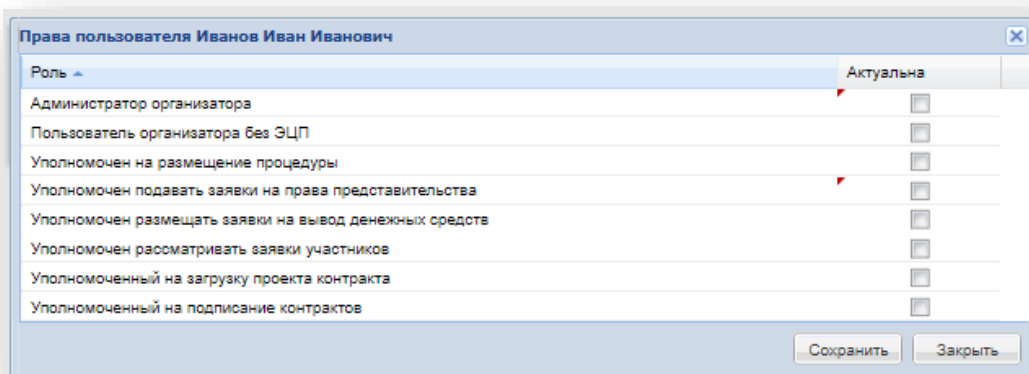 Права пользователя Иванов Иван Иванович
Роль Актуальна
Администратор организатора
Пользователь организатора без ЭЦП
Уполномочен на размещение процедуры
Уполномочен подавать заявки на права представительства
Уполномочен размещать заявки на вывод денежных средств
Уполномочен рассматривать заявки участников
Уполномоченный на загрузку проекта контракта
Уполномоченный на подписание контрактов
Сохранить Закрыть